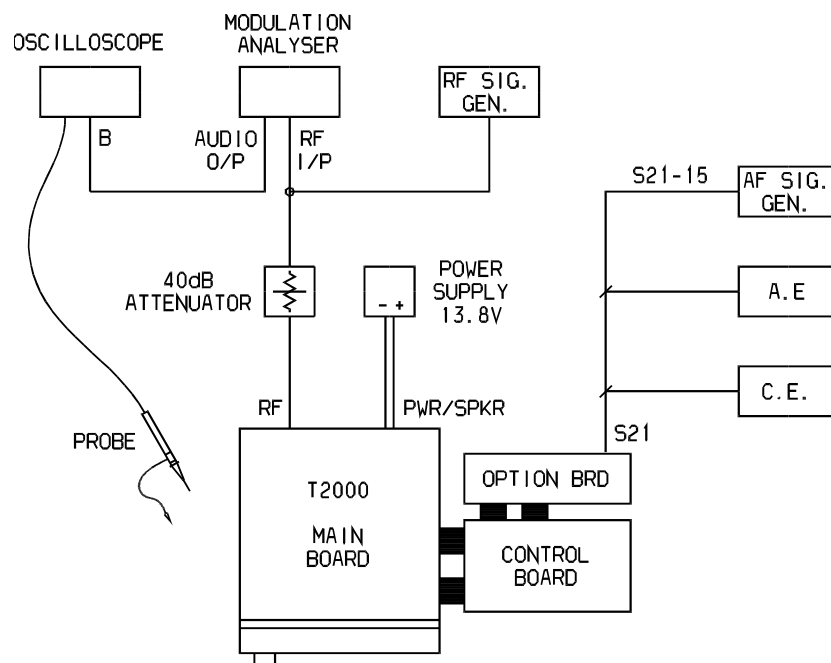 OSCILLOSCOPE
MODULATION
ANALYSER
RF SIG.
GEN.
B
AUDIO
O/P
RF
I/P
S21-15
AF SIG.
GEN.
40dB
ATTENUATOR
- +
POWER
SUPPLY
13.8V
A.E
C.E.
RF
PWR/SPKR
PROBE
S21
OPTION BRD
T2000
MAIN
BOARD
CONTROL
BOARD